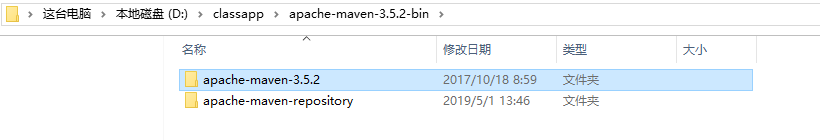 这台电脑 > 本地磁盘 (D:) > classapp > apache-maven-3.5.2-bin >
名称 修改日期 类型 大小
apache-maven-3.5.2 2017/10/18 8:59 文件夹
apache-maven-repository 2019/5/1 13:46 文件夹